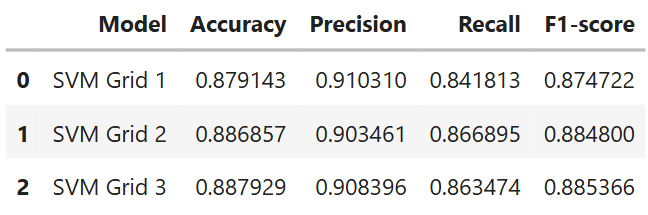 Model Accuracy Precision Recall F1-score
0 SVM Grid 1 0.879143 0.910310 0.841813 0.874722
1 SVM Grid 2 0.886857 0.903461 0.866895 0.884800
2 SVM Grid 3 0.887929 0.908396 0.863474 0.885366